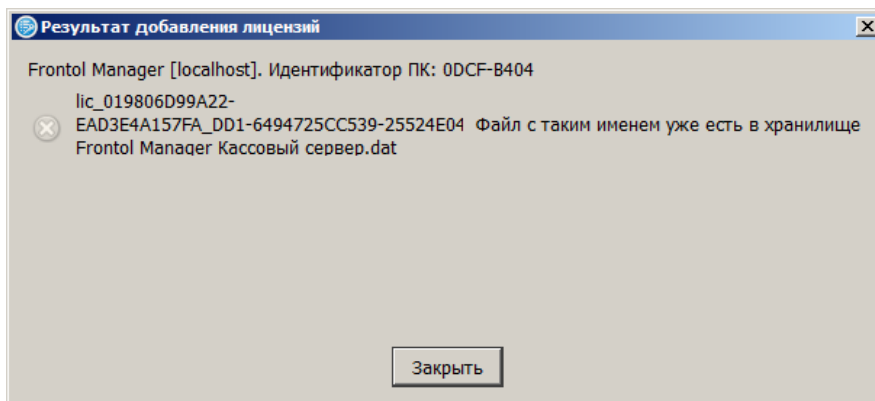 Результат добавления лицензий
Frontol Manager [localhost]. Идентификатор ПК: 0DCF-B404
lic_019806D99A22-
EAD3E4A157FA_DD1-6494725CC539-25524E04 Файл с таким именем уже есть в хранилище
Frontol Manager Кассовый сервер.dat
Закрыть